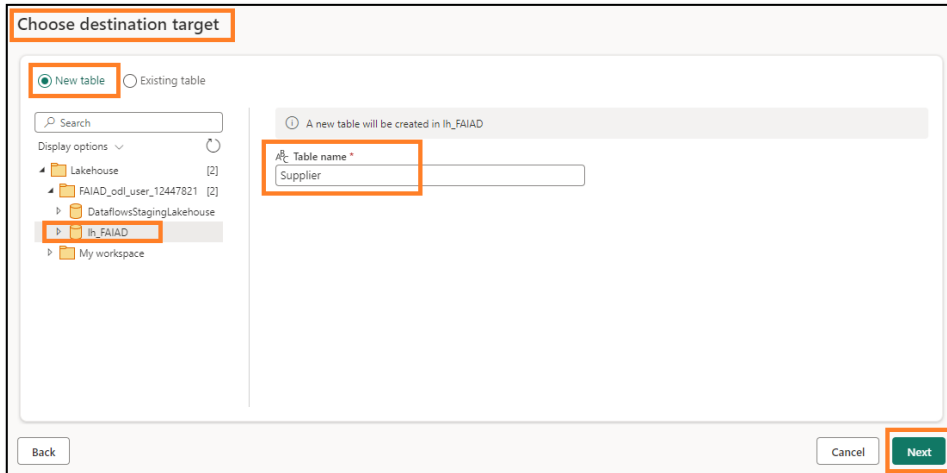 Choose destination target
New table Existing table
Search
Display options
Lakehouse [2]
FAIAD_odl_user_12447821 [2]
DataflowsStagingLakehouse
lh_FAIAD
My workspace
A new table will be created in lh_FAIAD
ABC Table name *
Supplier
Back Cancel Next